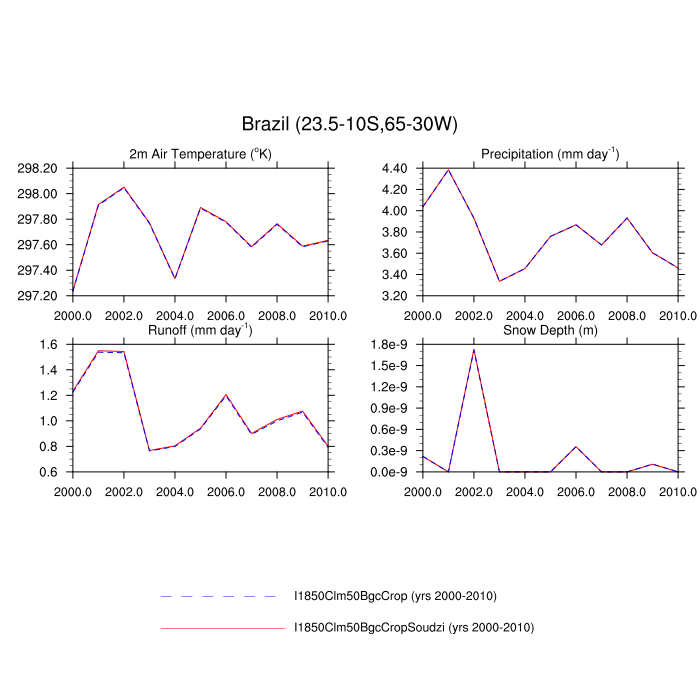 Brazil (23.5-10S,65-30W)
2m Air Temperature (°K)
298.20
298.00
297.80
297.60
297.40
297.20
2000.0 2002.0 2004.0 2006.0 2008.0 2010.0
Precipitation (mm day⁻¹)
4.40
4.20
4.00
3.80
3.60
3.40
3.20
2000.0 2002.0 2004.0 2006.0 2008.0 2010.0
Runoff (mm day⁻¹)
1.6
1.4
1.2
1.0
0.8
0.6
2000.0 2002.0 2004.0 2006.0 2008.0 2010.0
Snow Depth (m)
1.8e-9
1.5e-9
1.2e-9
0.9e-9
0.6e-9
0.3e-9
0.0e-9
2000.0 2002.0 2004.0 2006.0 2008.0 2010.0
I1850Clm50BgcCrop (yrs 2000-2010)
I1850Clm50BgcCropSoudzi (yrs 2000-2010)